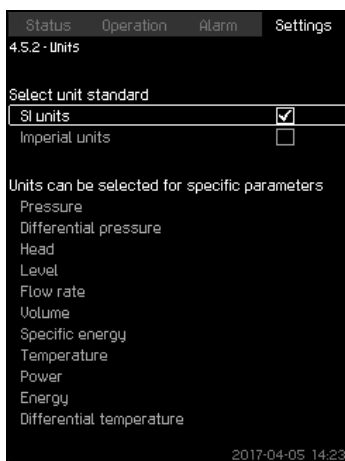 Status Operation Alarm Settings
4.5.2 - Units
Select unit standard
SI units
Imperial units
Units can be selected for specific parameters
Pressure
Differential pressure
Head
Level
Flow rate
Volume
Specific energy
Temperature
Power
Energy
Differential temperature
2017-04-05 14:23